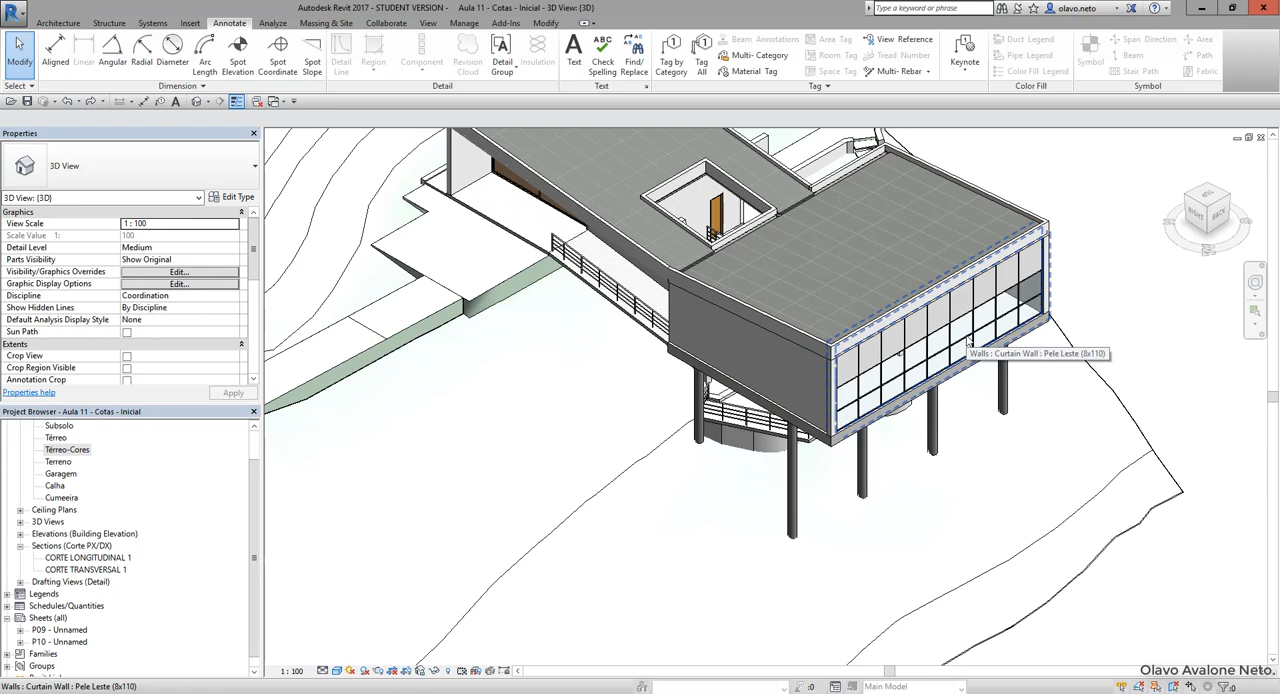 Autodesk Revit 2017 - STUDENT VERSION - Aula 11 - Cotas - Inicial - 3D View: {3D}
Type a keyword or phrase
olavo.neto
Architecture Structure Systems Insert Annotate Analyze Massing & Site Collaborate View Manage Add-Ins Modify
Modify Aligned Linear Angular Radial Diameter Arc Length Spot Elevation Spot Coordinate Spot Slope
Detail Line Region Component Revision Cloud Detail Group Insulation
Text Check Spelling Find/ Replace
Tag by Category Tag All
Beam Annotations Area Tag View Reference
Multi- Category Room Tag Tread Number
Material Tag Space Tag Multi- Rebar
Keynote
Duct Legend
Pipe Legend
Color Fill Legend
Symbol
Span Direction Area
Beam Path
Stair Path Fabric
Select Dimension Detail Text Tag Color Fill Symbol
Properties
3D View
3D View: {3D} Edit Type
Graphics
View Scale 1 : 100
Scale Value 1: 100
Detail Level Medium
Parts Visibility Show Original
Visibility/Graphics Overrides Edit...
Graphic Display Options Edit...
Discipline Coordination
Show Hidden Lines By Discipline
Default Analysis Display Style None
Sun Path
Extents
Crop View
Crop Region Visible
Annotation Crop
Properties help Apply
Project Browser - Aula 11 - Cotas - Inicial
Subsolo
Térreo
Térreo-Cores
Terreno
Garagem
Calha
Cumeeira
Ceiling Plans
3D Views
Elevations (Building Elevation)
Sections (Corte PX/DX)
CORTE LONGITUDINAL 1
CORTE TRANSVERSAL 1
Drafting Views (Detail)
Legends
Schedules/Quantities
Sheets (all)
P09 - Unnamed
P10 - Unnamed
Families
Groups
RIGHT BACK
Walls : Curtain Wall : Pele Leste (8x110)
1 : 100
Olavo Avalone Neto.
Walls : Curtain Wall : Pele Leste (8x110)
:0
Main Model
:0